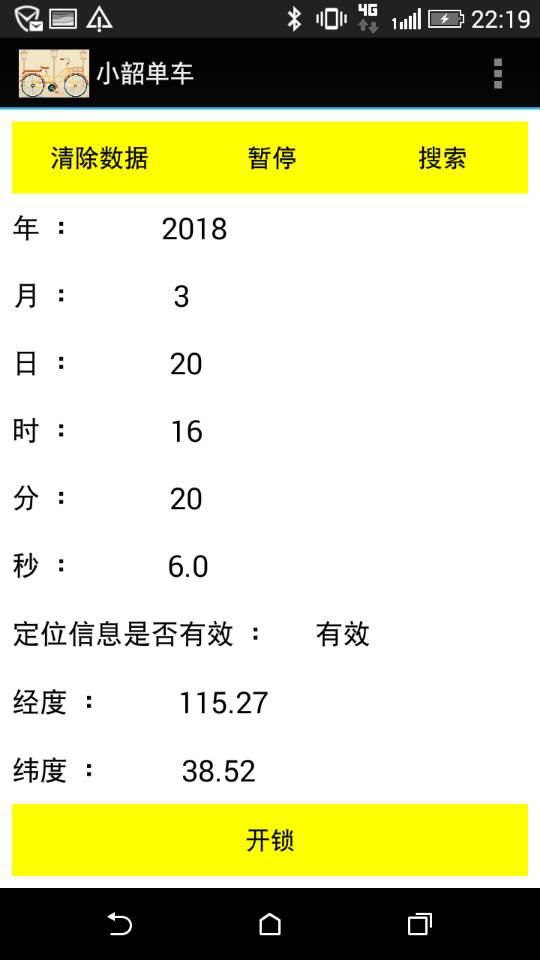 4G 22:19
小韶单车
清除数据 暂停 搜索
年 : 2018
月 : 3
日 : 20
时 : 16
分 : 20
秒 : 6.0
定位信息是否有效 : 有效
经度 : 115.27
纬度 : 38.52
开锁